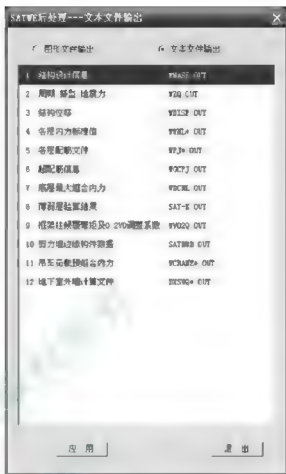 SATWE后处理---文本文件输出
图形文件输出 文本文件输出
1 结构设计信息 WMASS.OUT
2 周期 振型 地震力 WZQ.OUT
3 结构位移 WDISP.OUT
4 各层内力标准值 WWNL*.OUT
5 各层配筋文件 WPJ*.OUT
6 超配筋信息 WGCPJ.OUT
7 底层最大组合内力 WDCNL.OUT
8 薄弱层验算结果 SAT-K.OUT
9 框架柱倾覆弯矩及0.2V0调整系数 WV02Q.OUT
10 剪力墙边缘构件数据 SATBMB.OUT
11 吊车荷载预组合内力 WCRANE*.OUT
12 地下室外墙计算文件 DXSWQ*.OUT
应 用 退 出